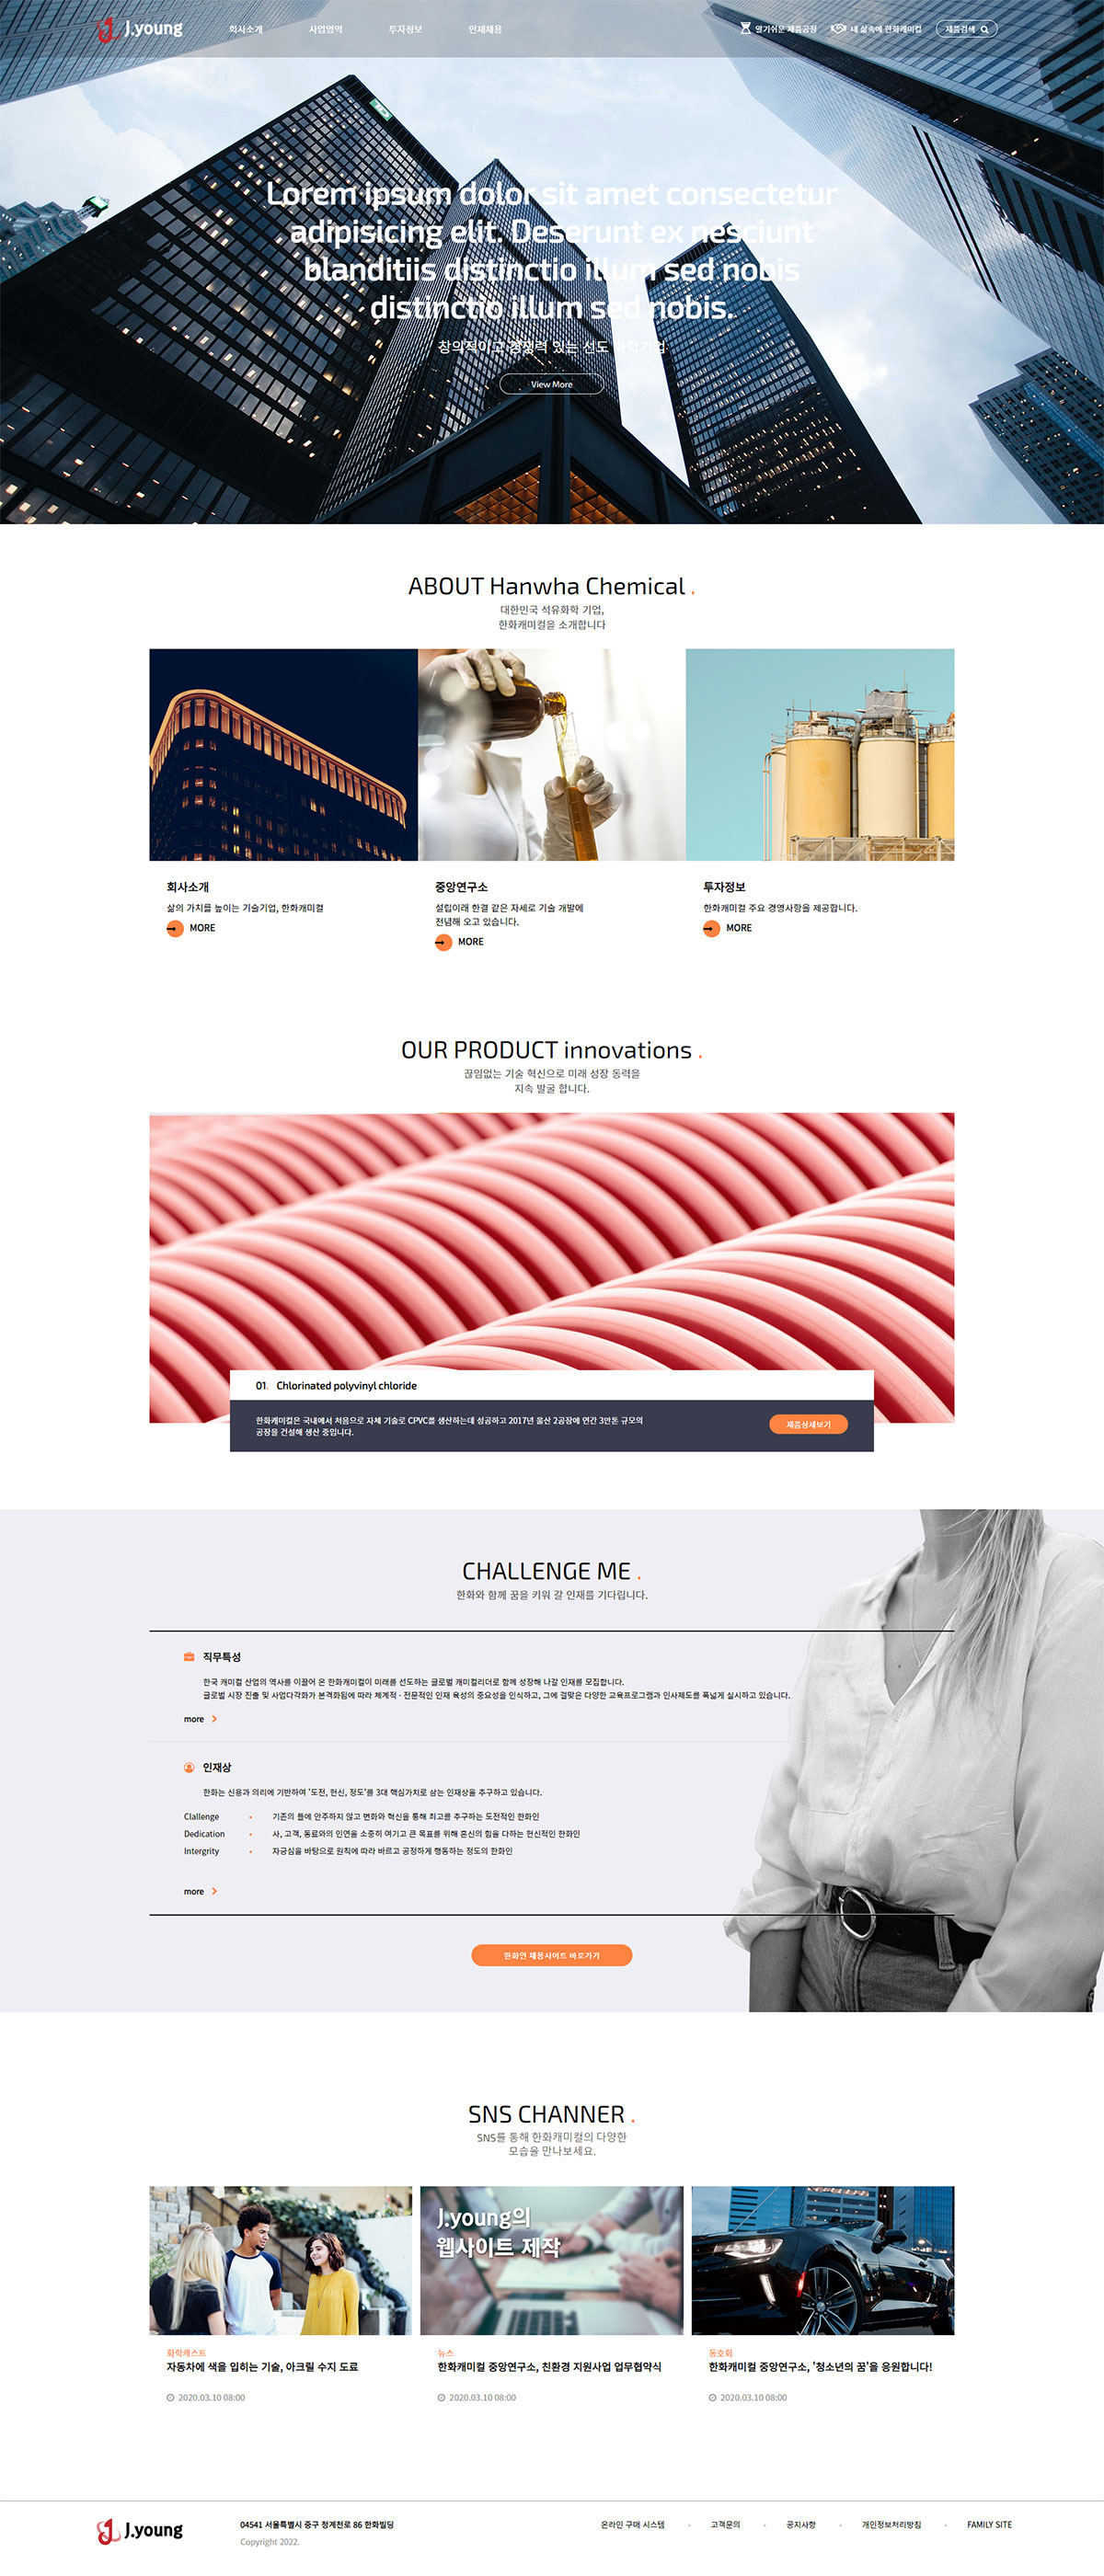 J.young
회사소개
사업영역
투자정보
인재채용
알기쉬운 제품공정
내 삶속에 한화캐미컬
제품검색
Lorem ipsum dolor sit amet consectetur
adipisicing elit. Deserunt ex nesciunt
blanditiis distinctio illum sed nobis
distinctio illum sed nobis.
창의적이고 경쟁력 있는 선도 화학기업
View More
ABOUT Hanwha Chemical .
대한민국 석유화학 기업,
한화캐미컬을 소개합니다
회사소개
삶의 가치를 높이는 기술기업, 한화캐미컬
MORE
중앙연구소
설립이래 한결 같은 자세로 기술 개발에
전념해 오고 있습니다.
MORE
투자정보
한화캐미컬 주요 경영사항을 제공합니다.
MORE
OUR PRODUCT innovations .
끊임없는 기술 혁신으로 미래 성장 동력을
지속 발굴 합니다.
01. Chlorinated polyvinyl chloride
한화캐미컬은 국내에서 처음으로 자체 기술로 CPVC를 생산하는데 성공하고 2017년 울산 2공장에 연간 3만톤 규모의
공장을 건설해 생산 중입니다.
제품상세보기
CHALLENGE ME .
한화와 함께 꿈을 키워 갈 인재를 기다립니다.
직무특성
한국 캐미컬 산업의 역사를 이끌어 온 한화캐미컬이 미래를 선도하는 글로벌 캐미컬리더로 함께 성장해 나갈 인재를 모집합니다.
글로벌 시장 진출 및 사업다각화가 본격화됨에 따라 체계적 · 전문적인 인재 육성의 중요성을 인식하고, 그에 걸맞은 다양한 교육프로그램과 인사제도를 폭넓게 실시하고 있습니다.
more
인재상
한화는 신용과 의리에 기반하여 '도전, 헌신, 정도'를 3대 핵심가치로 삼는 인재상을 추구하고 있습니다.
Clallenge • 기존의 틀에 안주하지 않고 변화와 혁신을 통해 최고를 추구하는 도전적인 한화인
Dedication • 사, 고객, 동료와의 인연을 소중히 여기고 큰 목표를 위해 혼신의 힘을 다하는 헌신적인 한화인
Intergrity • 자긍심을 바탕으로 원칙에 따라 바르고 공정하게 행동하는 정도의 한화인
more
한화인 채용사이트 바로가기
SNS CHANNER .
SNS를 통해 한화캐미컬의 다양한
모습을 만나보세요.
J.young의
웹사이트 제작
화학캐스트
자동차에 색을 입히는 기술, 아크릴 수지 도료
2020.03.10 08:00
뉴스
한화캐미컬 중앙연구소, 친환경 지원사업 업무협약식
2020.03.10 08:00
동호회
한화캐미컬 중앙연구소, '청소년의 꿈'을 응원합니다!
2020.03.10 08:00
J.young
04541 서울특별시 중구 청계천로 86 한화빌딩
Copyright 2022.
온라인 구매 시스템 • 고객문의 • 공지사항 • 개인정보처리방침 • FAMILY SITE